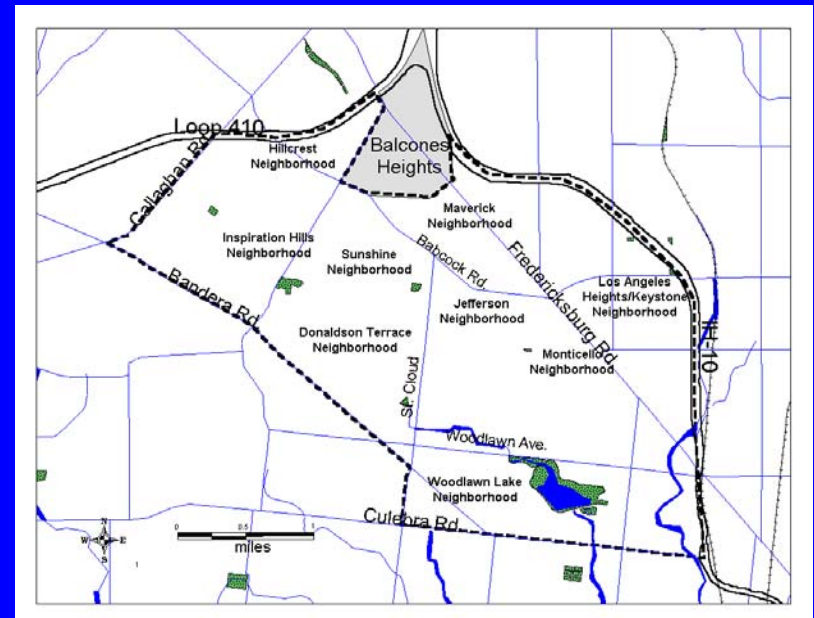 Loop 410
Balcones
Heights
Hillcrest
Neighborhood
Callaghan Rd
Maverick
Neighborhood
Inspiration Hills
Neighborhood
Sunshine
Neighborhood
Babcock Rd.
Fredericksburg Rd
Los Angeles
Heights/Keystone
Neighborhood
Bandera Rd
Jefferson
Neighborhood
Donaldson Terrace
Neighborhood
IH-10
Monticello
Neighborhood
St. Cloud
Woodlawn Ave.
Woodlawn Lake
Neighborhood
Culebra Rd
N
W E
S
0 0.5 1
miles
1